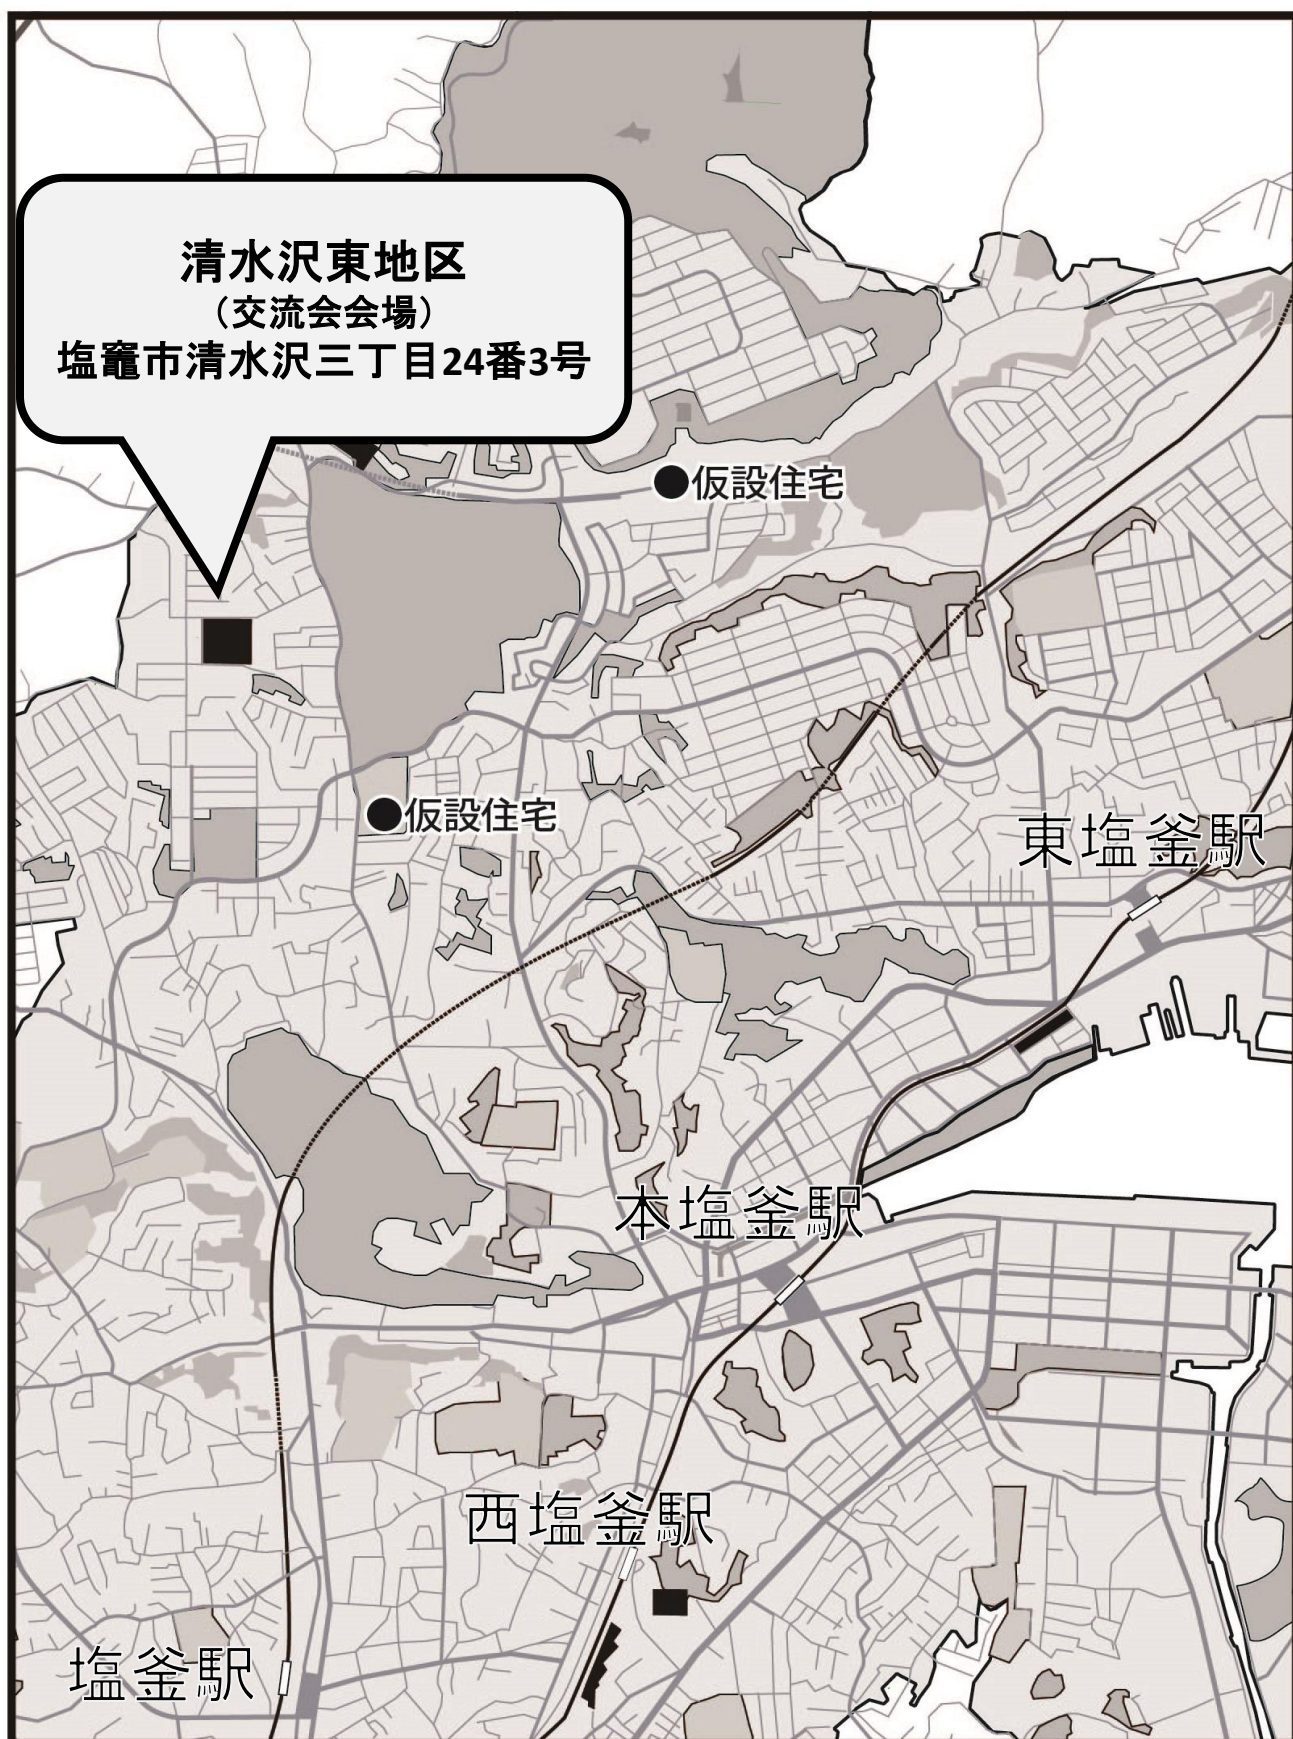 清水沢東地区
（交流会会場）
塩竈市清水沢三丁目24番3号
●仮設住宅
●仮設住宅
東塩釜駅
本塩釜駅
西塩釜駅
塩釜駅